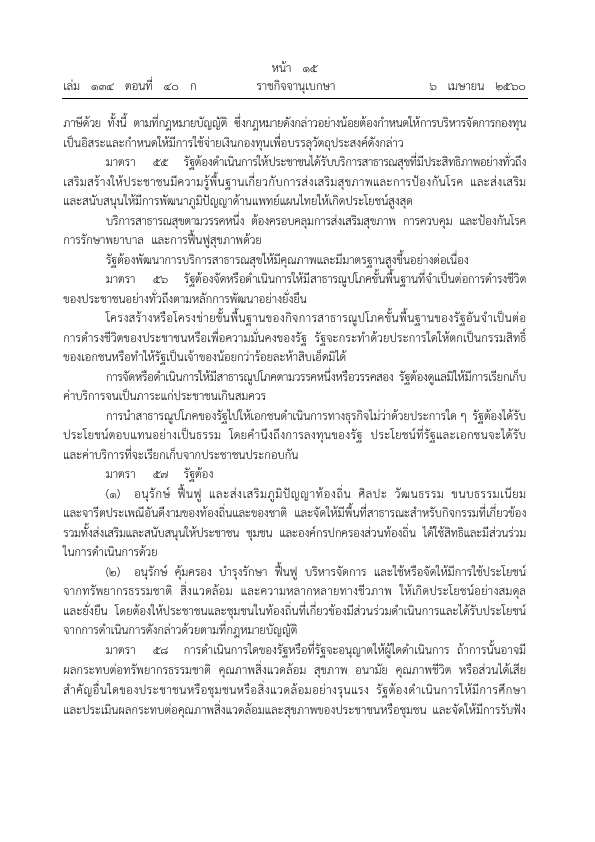 หน้า ๑๕
เล่ม ๑๓๔ ตอนที่ ๔๐ ก ราชกิจจานุเบกษา ๖ เมษายน ๒๕๖๐
ภาษีด้วย ทั้งนี้ ตามที่กฎหมายบัญญัติ ซึ่งกฎหมายดังกล่าวอย่างน้อยต้องกำหนดให้การบริหารจัดการกองทุน
เป็นอิสระและกำหนดให้มีการใช้จ่ายเงินกองทุนเพื่อบรรลุวัตถุประสงค์ดังกล่าว
มาตรา ๕๕ รัฐต้องดำเนินการให้ประชาชนได้รับบริการสาธารณสุขที่มีประสิทธิภาพอย่างทั่วถึง
เสริมสร้างให้ประชาชนมีความรู้พื้นฐานเกี่ยวกับการส่งเสริมสุขภาพและการป้องกันโรค และส่งเสริม
และสนับสนุนให้มีการพัฒนาภูมิปัญญาด้านแพทย์แผนไทยให้เกิดประโยชน์สูงสุด
บริการสาธารณสุขตามวรรคหนึ่ง ต้องครอบคลุมการส่งเสริมสุขภาพ การควบคุม และป้องกันโรค
การรักษาพยาบาล และการฟื้นฟูสุขภาพด้วย
รัฐต้องพัฒนาการบริการสาธารณสุขให้มีคุณภาพและมีมาตรฐานสูงขึ้นอย่างต่อเนื่อง
มาตรา ๕๖ รัฐต้องจัดหรือดำเนินการให้มีสาธารณูปโภคขั้นพื้นฐานที่จำเป็นต่อการดำรงชีวิต
ของประชาชนอย่างทั่วถึงตามหลักการพัฒนาอย่างยั่งยืน
โครงสร้างหรือโครงข่ายขั้นพื้นฐานของกิจการสาธารณูปโภคขั้นพื้นฐานของรัฐอันจำเป็นต่อ
การดำรงชีวิตของประชาชนหรือเพื่อความมั่นคงของรัฐ รัฐจะกระทำด้วยประการใดให้ตกเป็นกรรมสิทธิ์
ของเอกชนหรือทำให้รัฐเป็นเจ้าของน้อยกว่าร้อยละห้าสิบเอ็ดมิได้
การจัดหรือดำเนินการให้มีสาธารณูปโภคตามวรรคหนึ่งหรือวรรคสอง รัฐต้องดูแลมิให้มีการเรียกเก็บ
ค่าบริการจนเป็นภาระแก่ประชาชนเกินสมควร
การนำสาธารณูปโภคของรัฐไปให้เอกชนดำเนินการทางธุรกิจไม่ว่าด้วยประการใด ๆ รัฐต้องได้รับ
ประโยชน์ตอบแทนอย่างเป็นธรรม โดยคำนึงถึงการลงทุนของรัฐ ประโยชน์ที่รัฐและเอกชนจะได้รับ
และค่าบริการที่จะเรียกเก็บจากประชาชนประกอบกัน
มาตรา ๕๗ รัฐต้อง
(๑) อนุรักษ์ ฟื้นฟู และส่งเสริมภูมิปัญญาท้องถิ่น ศิลปะ วัฒนธรรม ขนบธรรมเนียม
และจารีตประเพณีอันดีงามของท้องถิ่นและของชาติ และจัดให้มีพื้นที่สาธารณะสำหรับกิจกรรมที่เกี่ยวข้อง
รวมทั้งส่งเสริมและสนับสนุนให้ประชาชน ชุมชน และองค์กรปกครองส่วนท้องถิ่น ได้ใช้สิทธิและมีส่วนร่วม
ในการดำเนินการด้วย
(๒) อนุรักษ์ คุ้มครอง บำรุงรักษา ฟื้นฟู บริหารจัดการ และใช้หรือจัดให้มีการใช้ประโยชน์
จากทรัพยากรธรรมชาติ สิ่งแวดล้อม และความหลากหลายทางชีวภาพ ให้เกิดประโยชน์อย่างสมดุล
และยั่งยืน โดยต้องให้ประชาชนและชุมชนในท้องถิ่นที่เกี่ยวข้องมีส่วนร่วมดำเนินการและได้รับประโยชน์
จากการดำเนินการดังกล่าวด้วยตามที่กฎหมายบัญญัติ
มาตรา ๕๘ การดำเนินการใดของรัฐหรือที่รัฐจะอนุญาตให้ผู้ใดดำเนินการ ถ้าการนั้นอาจมี
ผลกระทบต่อทรัพยากรธรรมชาติ คุณภาพสิ่งแวดล้อม สุขภาพ อนามัย คุณภาพชีวิต หรือส่วนได้เสีย
สำคัญอื่นใดของประชาชนหรือชุมชนหรือสิ่งแวดล้อมอย่างรุนแรง รัฐต้องดำเนินการให้มีการศึกษา
และประเมินผลกระทบต่อคุณภาพสิ่งแวดล้อมและสุขภาพของประชาชนหรือชุมชน และจัดให้มีการรับฟัง